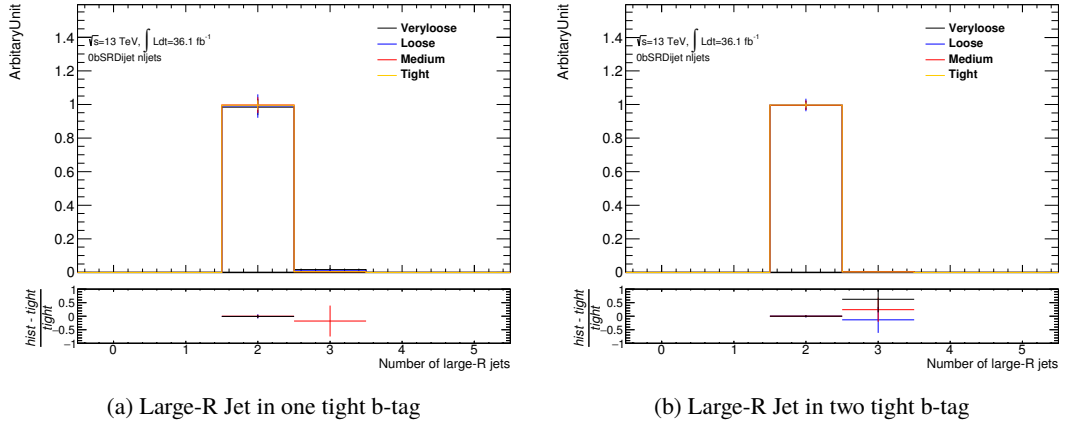 ArbitaryUnit
1.4
1.2
1
0.8
0.6
0.4
0.2
0
√s=13 TeV, ∫ Ldt=36.1 fb⁻¹
0bSRDijet nljets
Veryloose
Loose
Medium
Tight
hist - tight
tight
1
0.5
0
−0.5
−1
0 1 2 3 4 5
Number of large-R jets
(a) Large-R Jet in one tight b-tag
ArbitaryUnit
1.4
1.2
1
0.8
0.6
0.4
0.2
0
√s=13 TeV, ∫ Ldt=36.1 fb⁻¹
0bSRDijet nljets
Veryloose
Loose
Medium
Tight
hist - tight
tight
1
0.5
0
−0.5
−1
0 1 2 3 4 5
Number of large-R jets
(b) Large-R Jet in two tight b-tag